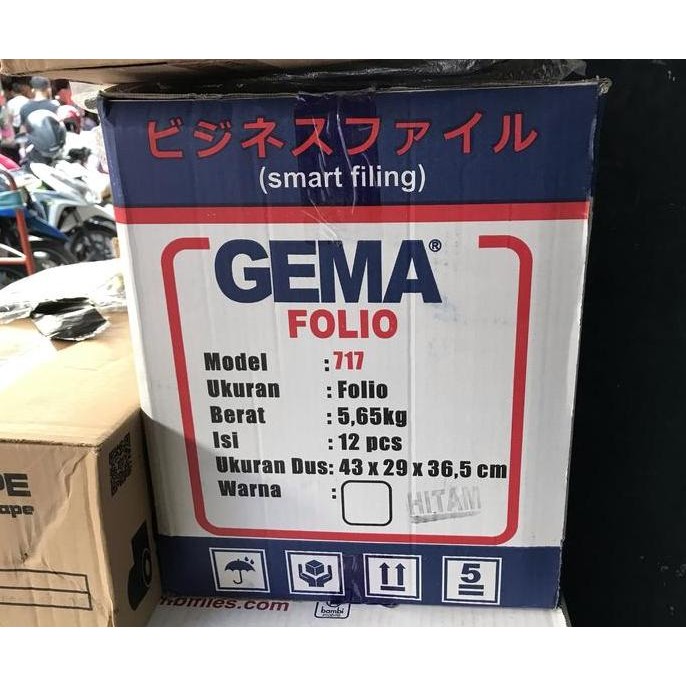 ビジネスファイル
(smart filing)
GEMA®
FOLIO
Model : 717
Ukuran : Folio
Berat : 5,65kg
Isi : 12 pcs
Ukuran Dus: 43 x 29 x 36,5 cm
Warna : HITAM
5
bambi